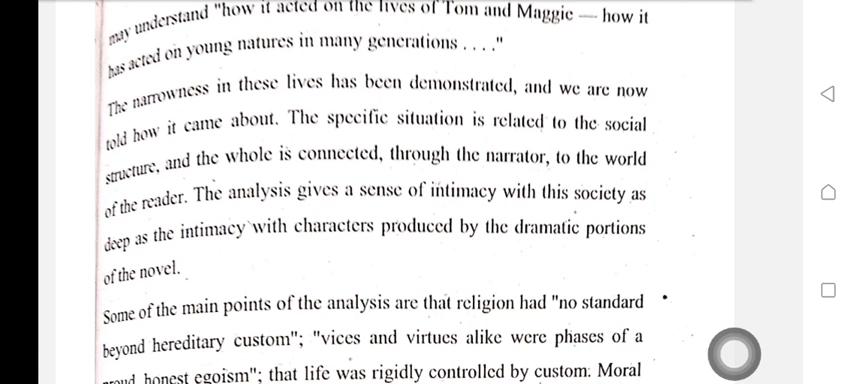 may understand "how it acted on the lives of Tom and Maggie — how it
has acted on young natures in many generations . . . ."
The narrowness in these lives has been demonstrated, and we are now
told how it came about. The specific situation is related to the social
structure, and the whole is connected, through the narrator, to the world
of the reader. The analysis gives a sense of intimacy with this society as
deep as the intimacy with characters produced by the dramatic portions
of the novel.
Some of the main points of the analysis are that religion had "no standard
beyond hereditary custom"; "vices and virtues alike were phases of a
proud, honest egoism"; that life was rigidly controlled by custom. Moral